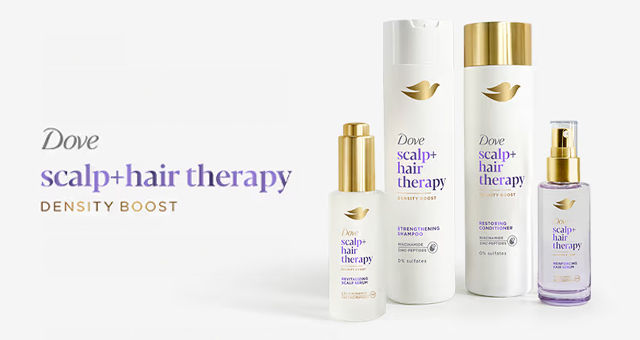 Dove
scalp+hair therapy
DENSITY BOOST
Dove
scalp+
hair
therapy
DENSITY BOOST
REVITALIZING
SCALP SERUM
Dove
scalp+
hair
therapy
DENSITY BOOST
STRENGTHENING
SHAMPOO
NIACINAMIDE
ZINC+PEPTIDES
0% sulfates
Dove
scalp+
hair
therapy
DENSITY BOOST
RESTORING
CONDITIONER
NIACINAMIDE
ZINC+PEPTIDES
0% sulfates
Dove
scalp+
hair
therapy
REINFORCING
HAIR SERUM